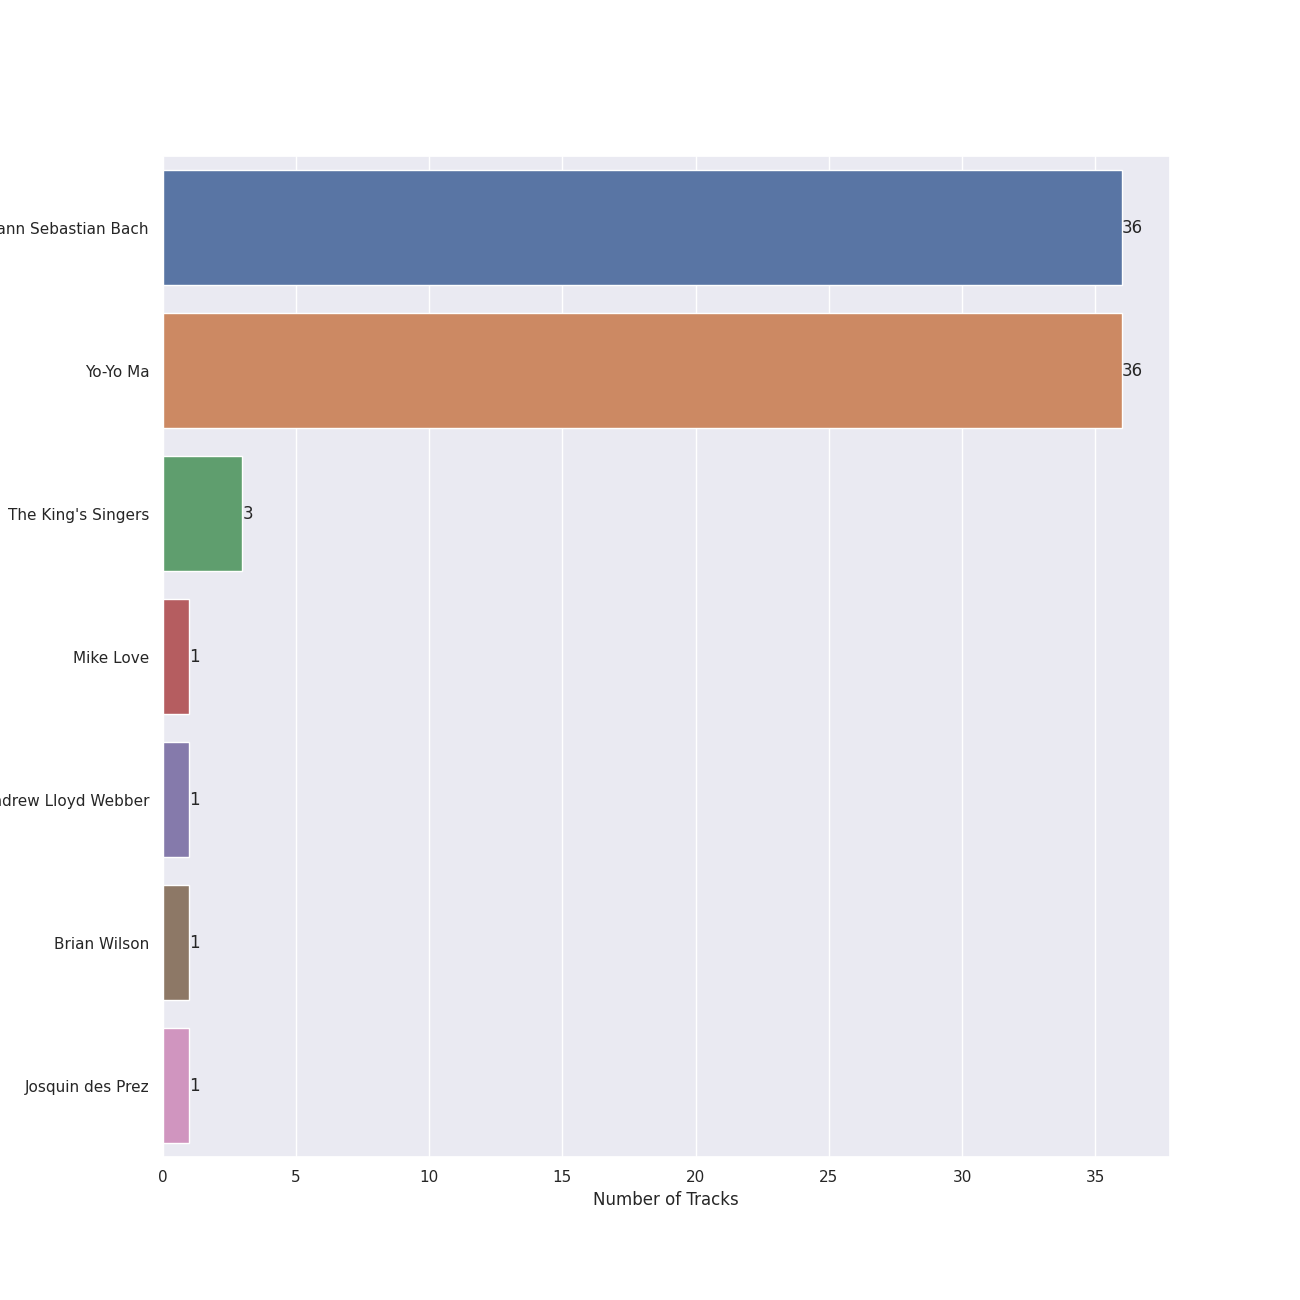 ann Sebastian Bach
36
Yo-Yo Ma
36
The King's Singers
3
Mike Love
1
drew Lloyd Webber
1
Brian Wilson
1
Josquin des Prez
1
0 5 10 15 20 25 30 35
Number of Tracks